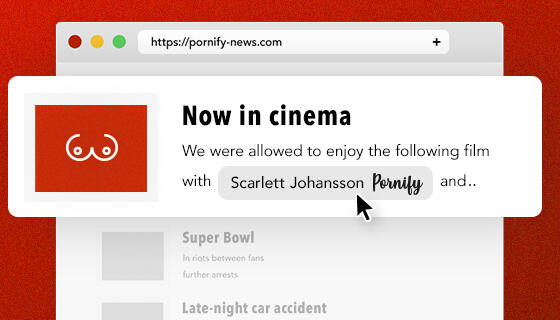 https://pornify-news.com +
Now in cinema
We were allowed to enjoy the following film
with Scarlett Johansson Pornify and..
Super Bowl
In riots between fans
further arrests
Late-night car accident